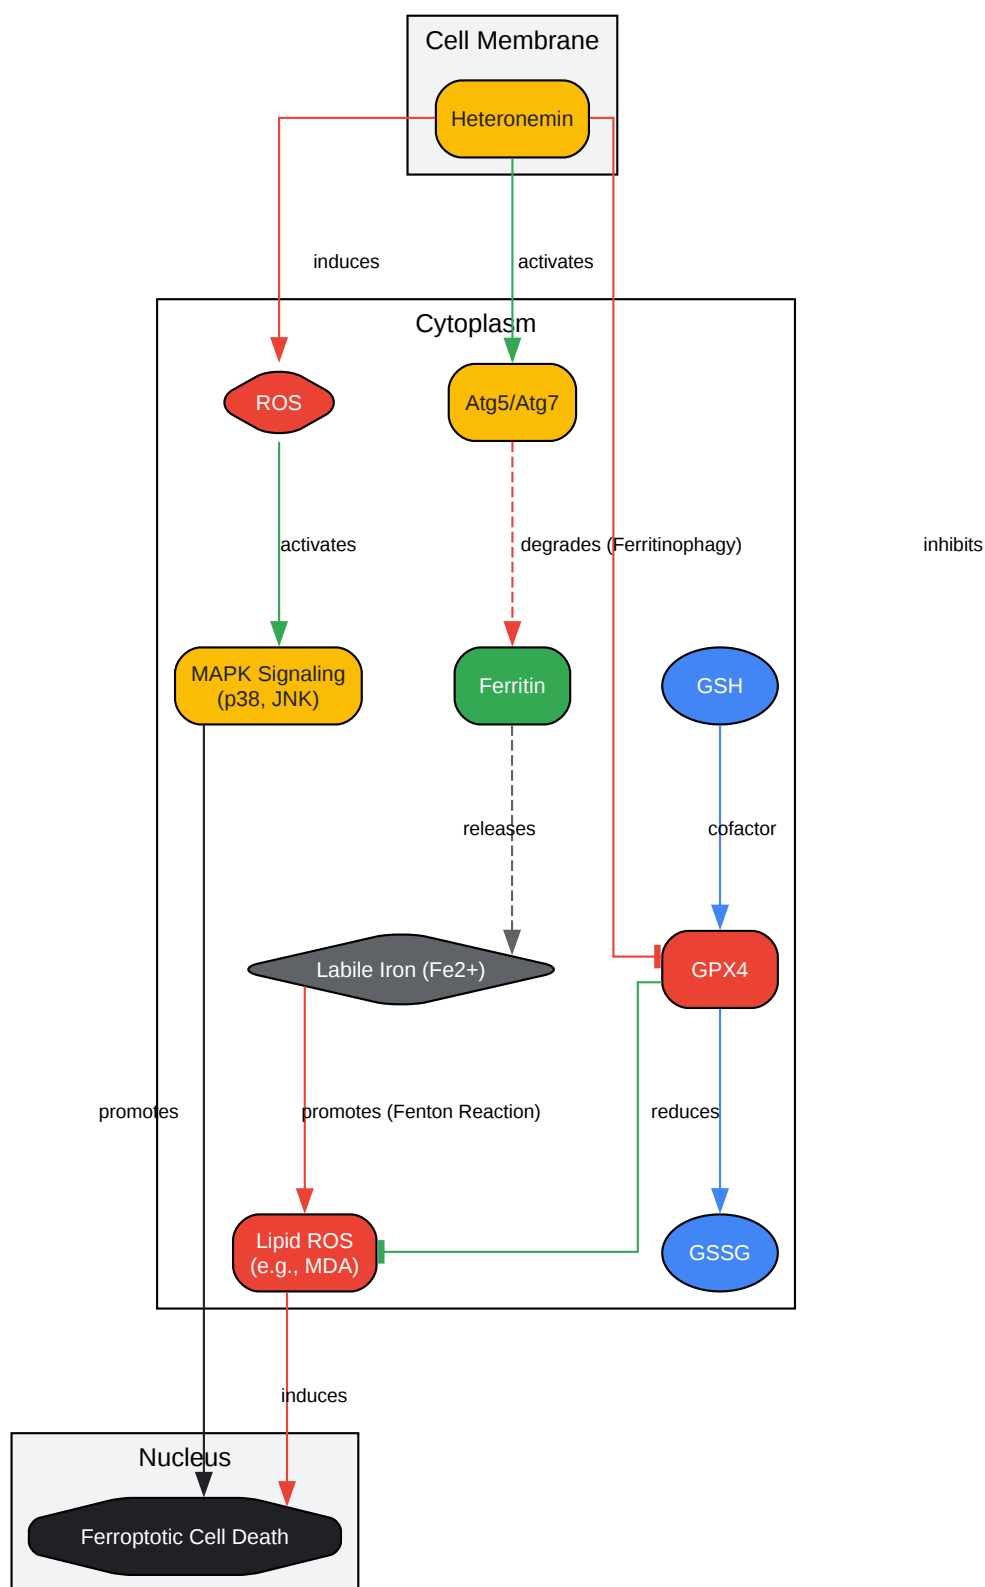 Cell Membrane
Heteronemin
induces
activates
Cytoplasm
ROS
Atg5/Atg7
activates
degrades (Ferritinophagy)
inhibits
MAPK Signaling
(p38, JNK)
Ferritin
GSH
releases
cofactor
Labile Iron (Fe2+)
GPX4
promotes
promotes (Fenton Reaction)
reduces
Lipid ROS
(e.g., MDA)
GSSG
induces
Nucleus
Ferroptotic Cell Death